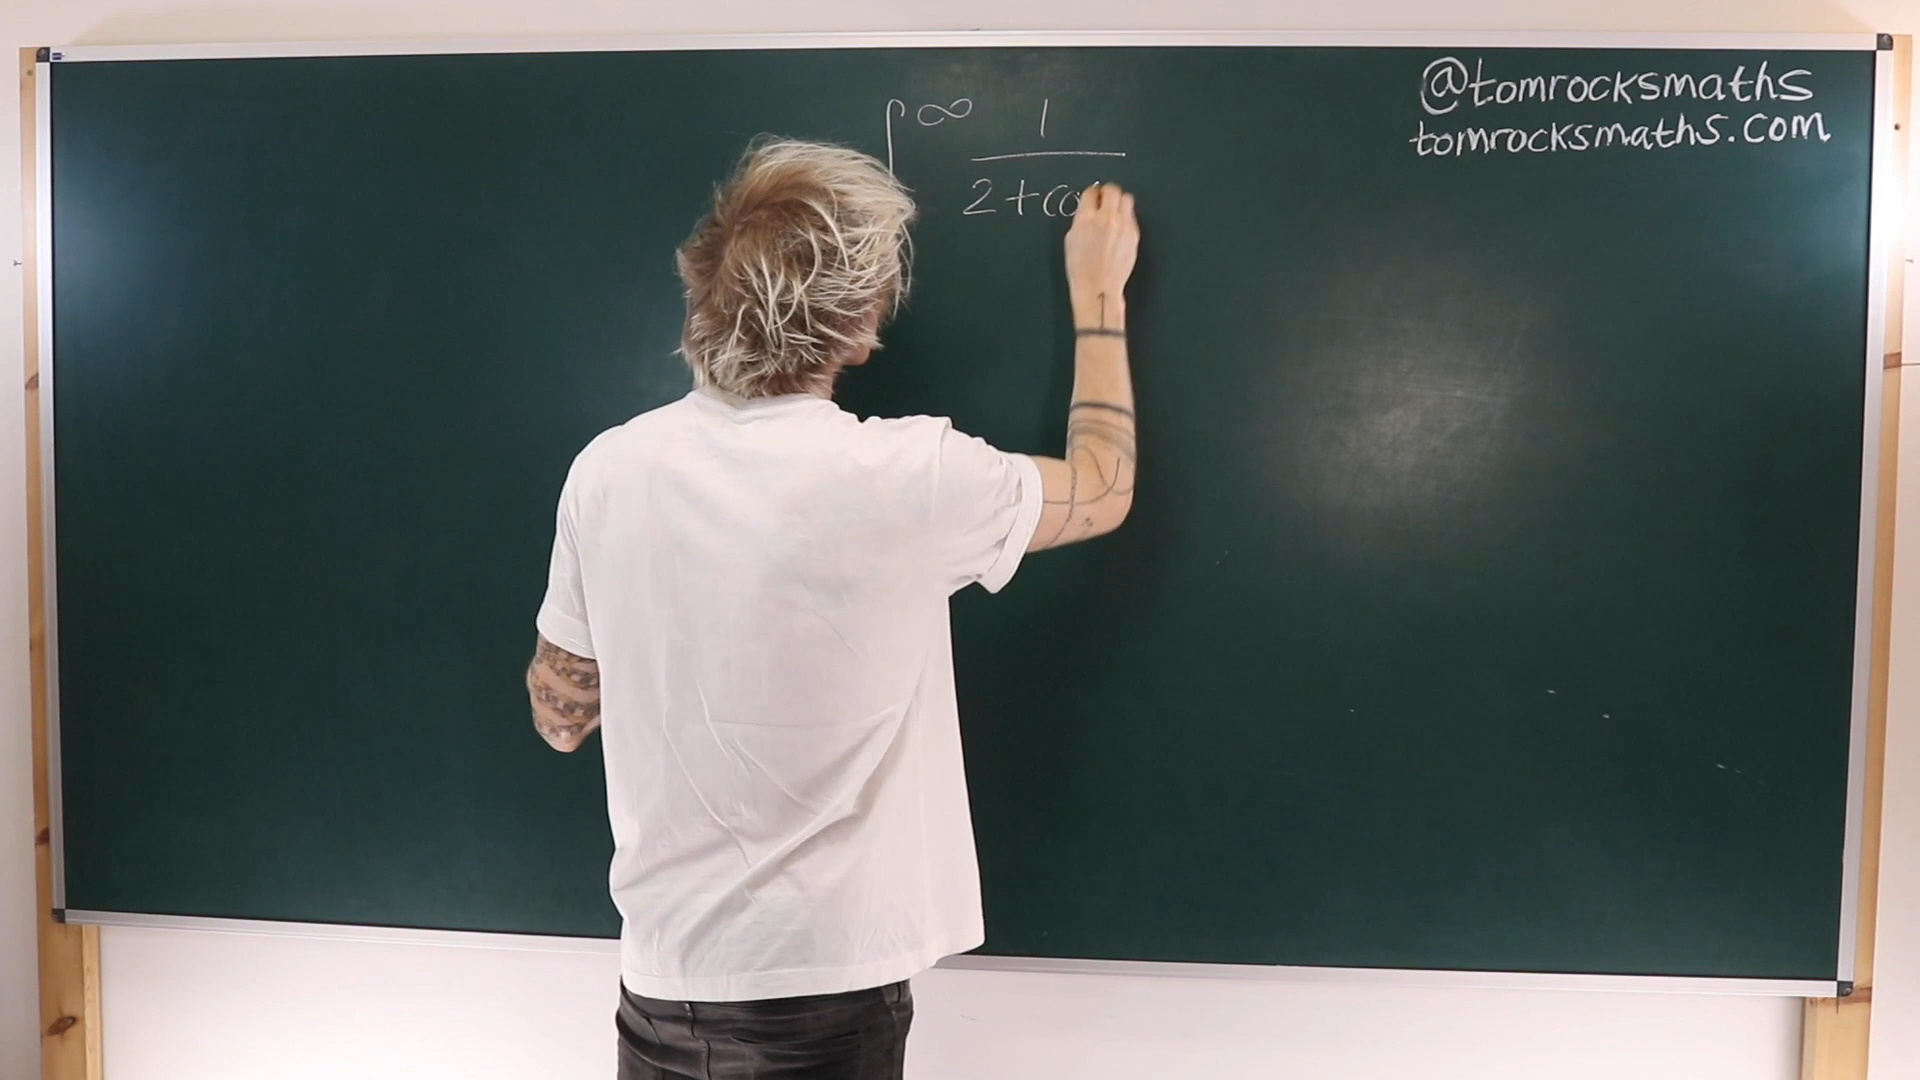 @tomrocksmaths
tomrocksmaths.com
∫ ∞ 1
2+co